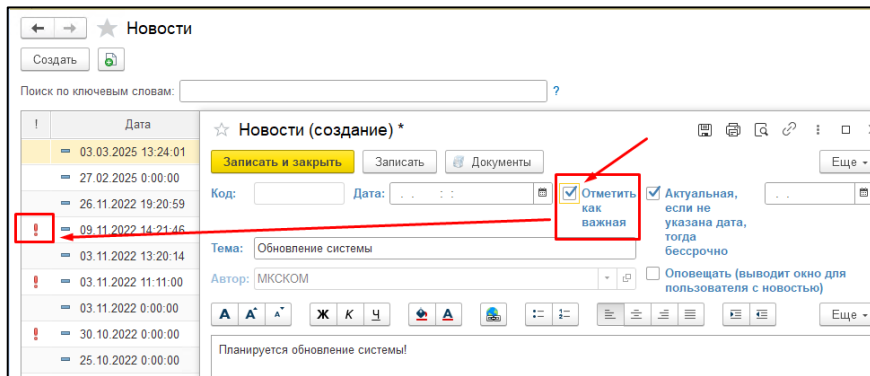 Новости
Создать
Поиск по ключевым словам: ?
! Дата
03.03.2025 13:24:01
27.02.2025 0:00:00
26.11.2022 19:20:59
09.11.2022 14:21:46
03.11.2022 13:20:14
03.11.2022 11:11:00
03.11.2022 0:00:00
30.10.2022 0:00:00
25.10.2022 0:00:00
Новости (создание) *
Записать и закрыть Записать Документы Еще
Код: Дата: . . : : Отметить как важная Актуальная, если не указана дата, тогда бессрочно . .
Тема: Обновление системы
Автор: МКСКОМ Оповещать (выводит окно для пользователя с новостью)
А А А Ж К Ч А Еще
Планируется обновление системы!